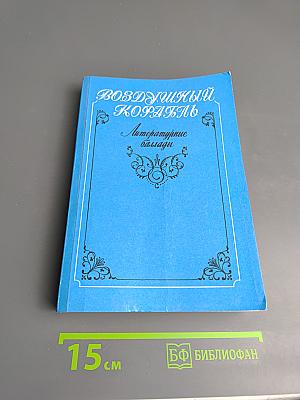 ВОЗДУШНЫЙ
КОРАБЛЬ
Литературные
баллады
15 см
БФ БИБЛИОФАН